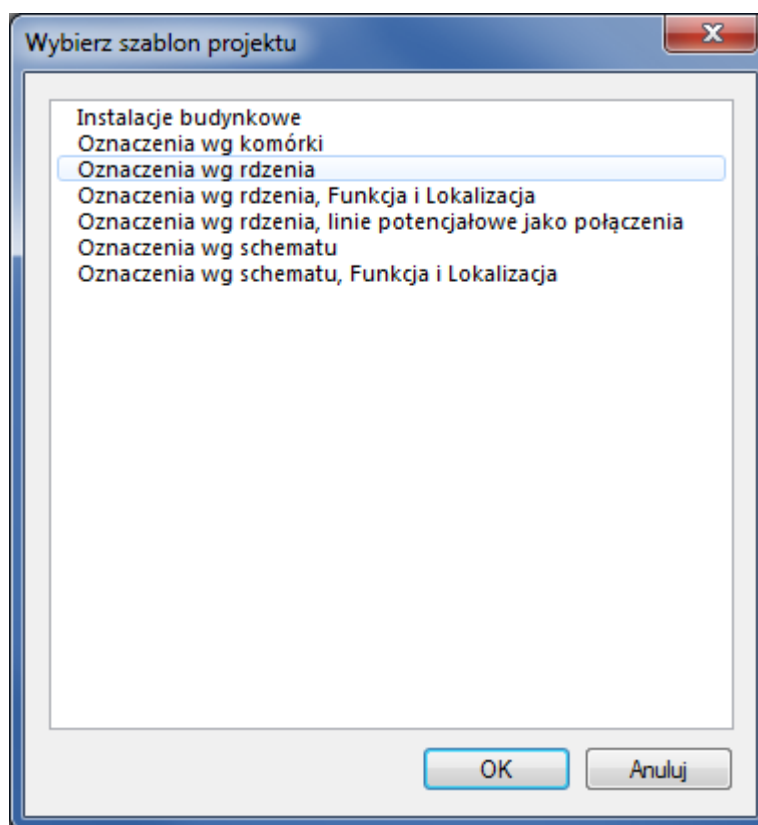 Wybierz szablon projektu
Instalacje budynkowe
Oznaczenia wg komórki
Oznaczenia wg rdzenia
Oznaczenia wg rdzenia, Funkcja i Lokalizacja
Oznaczenia wg rdzenia, linie potencjałowe jako połączenia
Oznaczenia wg schematu
Oznaczenia wg schematu, Funkcja i Lokalizacja
OK Anuluj